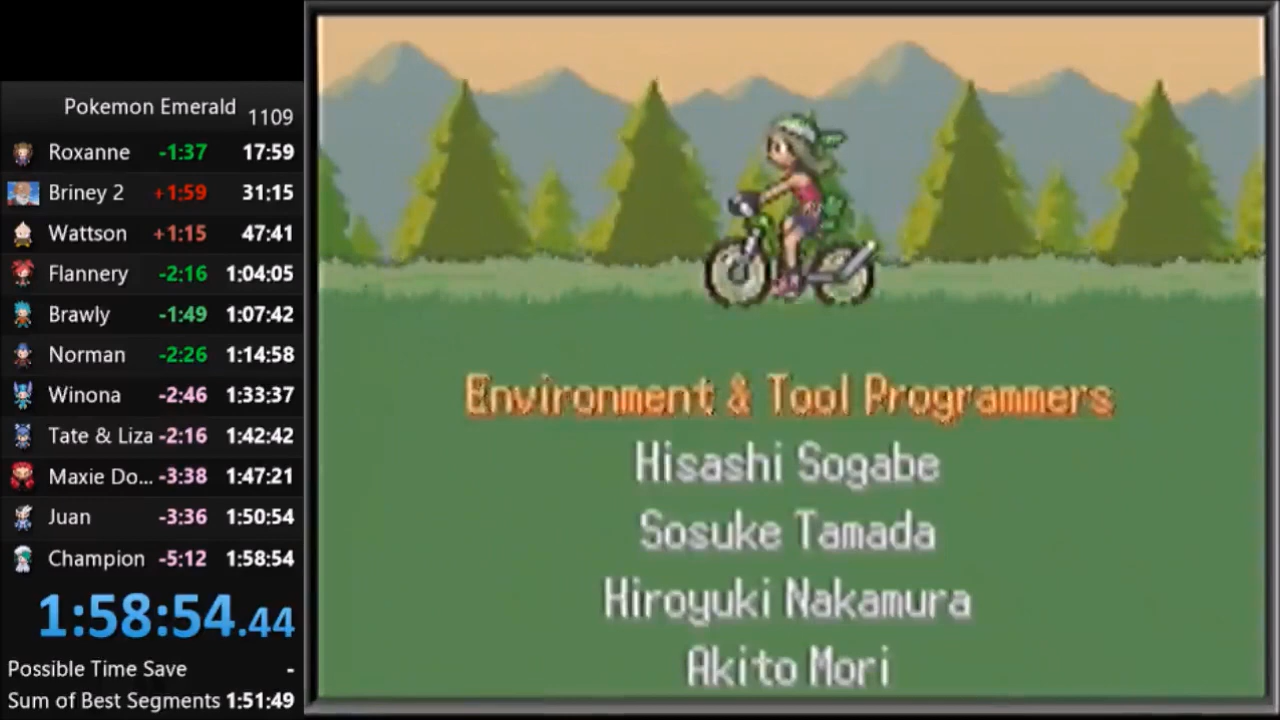 Pokemon Emerald 1109
Roxanne -1:37 17:59
Briney 2 +1:59 31:15
Wattson +1:15 47:41
Flannery -2:16 1:04:05
Brawly -1:49 1:07:42
Norman -2:26 1:14:58
Winona -2:46 1:33:37
Tate & Liza -2:16 1:42:42
Maxie Do... -3:38 1:47:21
Juan -3:36 1:50:54
Champion -5:12 1:58:54
1:58:54.44
Possible Time Save -
Sum of Best Segments 1:51:49
Environment & Tool Programmers
Hisashi Sogabe
Sosuke Tamada
Hiroyuki Nakamura
Akito Mori